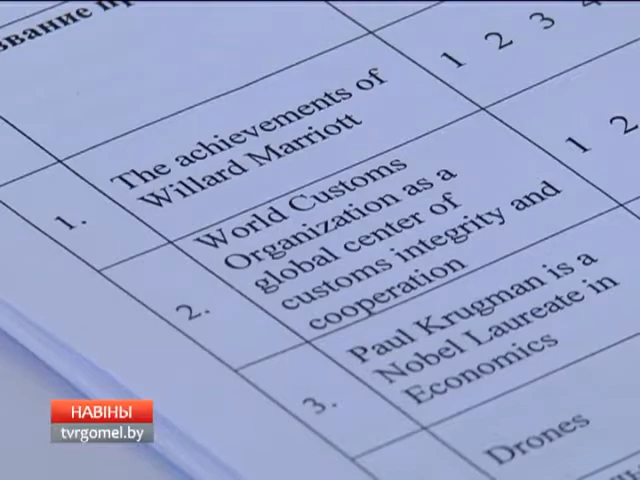 1 2 3
1. The achievements of
Willard Marriott
1 2
2. World Customs
Organization as a
global center of
customs integrity and
cooperation
3. Paul Krugman is a
Nobel Laureate in
Economics
Drones
НАВІНЫ
tvrgomel.by